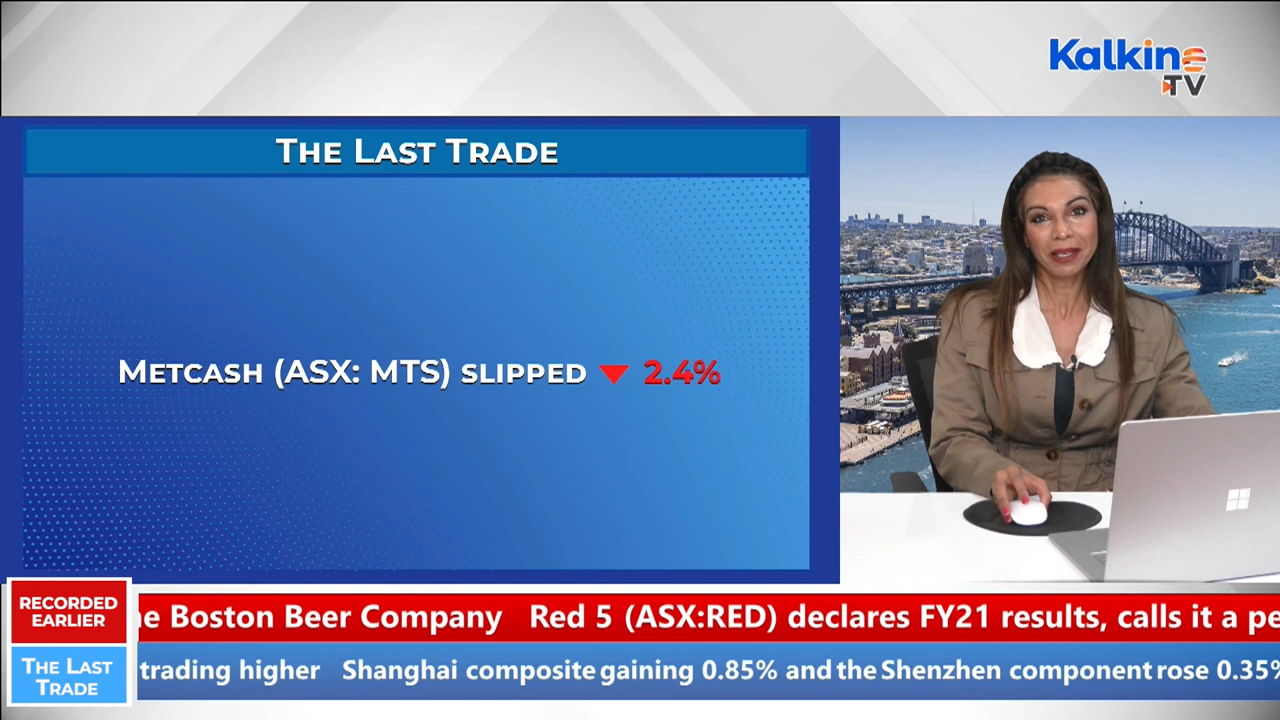 Kalkine
TV
THE LAST TRADE
METCASH (ASX: MTS) SLIPPED 2.4%
RECORDED
EARLIER
Boston Beer Company Red 5 (ASX:RED) declares FY21 results, calls it a
THE LAST
TRADE
trading higher Shanghai composite gaining 0.85% and the Shenzhen component rose 0.35%